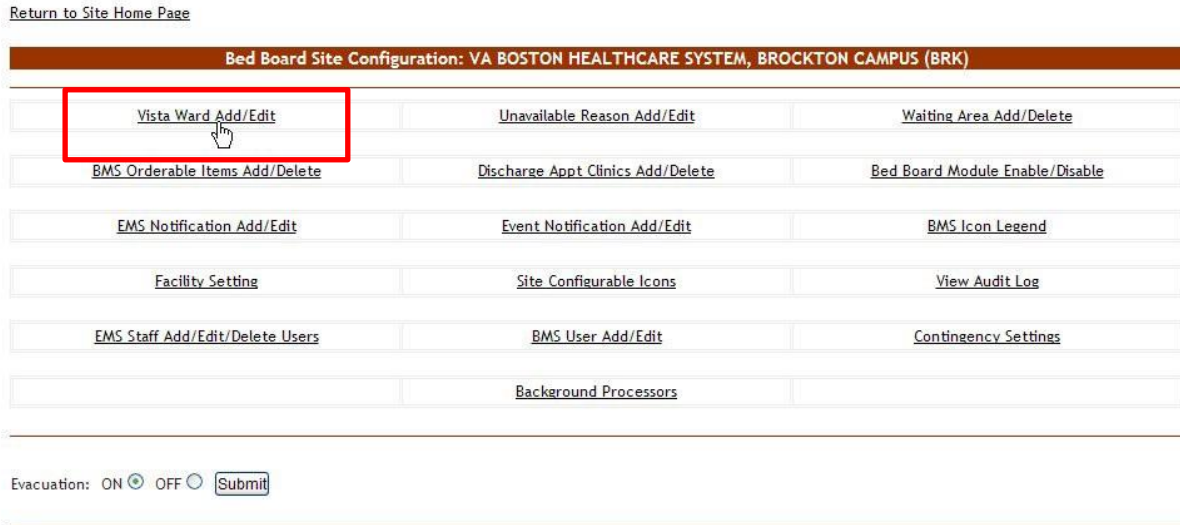 Return to Site Home Page
Bed Board Site Configuration: VA BOSTON HEALTHCARE SYSTEM, BROCKTON CAMPUS (BRK)
Vista Ward Add/Edit Unavailable Reason Add/Edit Waiting Area Add/Delete
BMS Orderable Items Add/Delete Discharge Appt Clinics Add/Delete Bed Board Module Enable/Disable
EMS Notification Add/Edit Event Notification Add/Edit BMS Icon Legend
Facility Setting Site Configurable Icons View Audit Log
EMS Staff Add/Edit/Delete Users BMS User Add/Edit Contingency Settings
Background Processors
Evacuation: ON OFF Submit